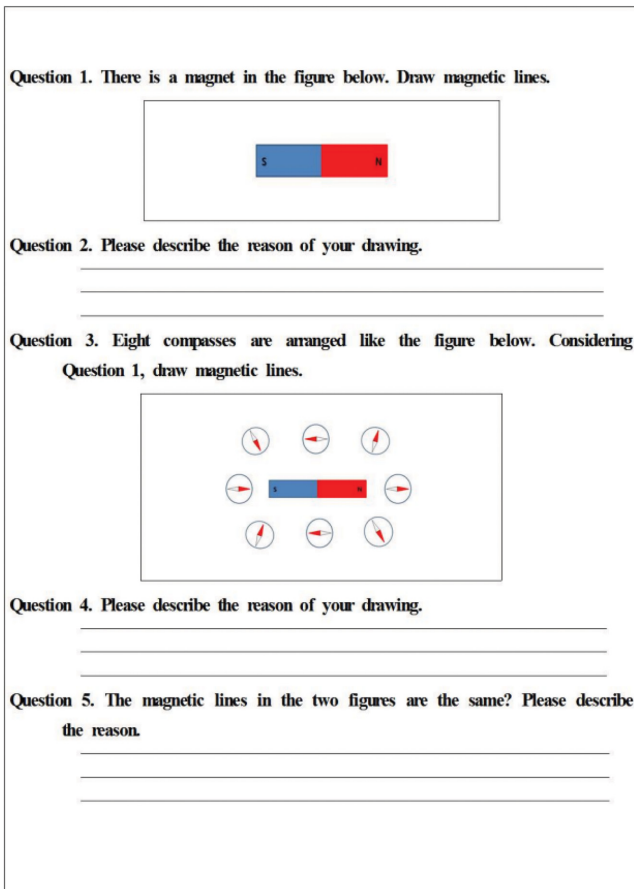 Question 1. There is a magnet in the figure below. Draw magnetic lines.
S N
Question 2. Please describe the reason of your drawing.
Question 3. Eight compasses are arranged like the figure below. Considering
Question 1, draw magnetic lines.
S N
Question 4. Please describe the reason of your drawing.
Question 5. The magnetic lines in the two figures are the same? Please describe
the reason.